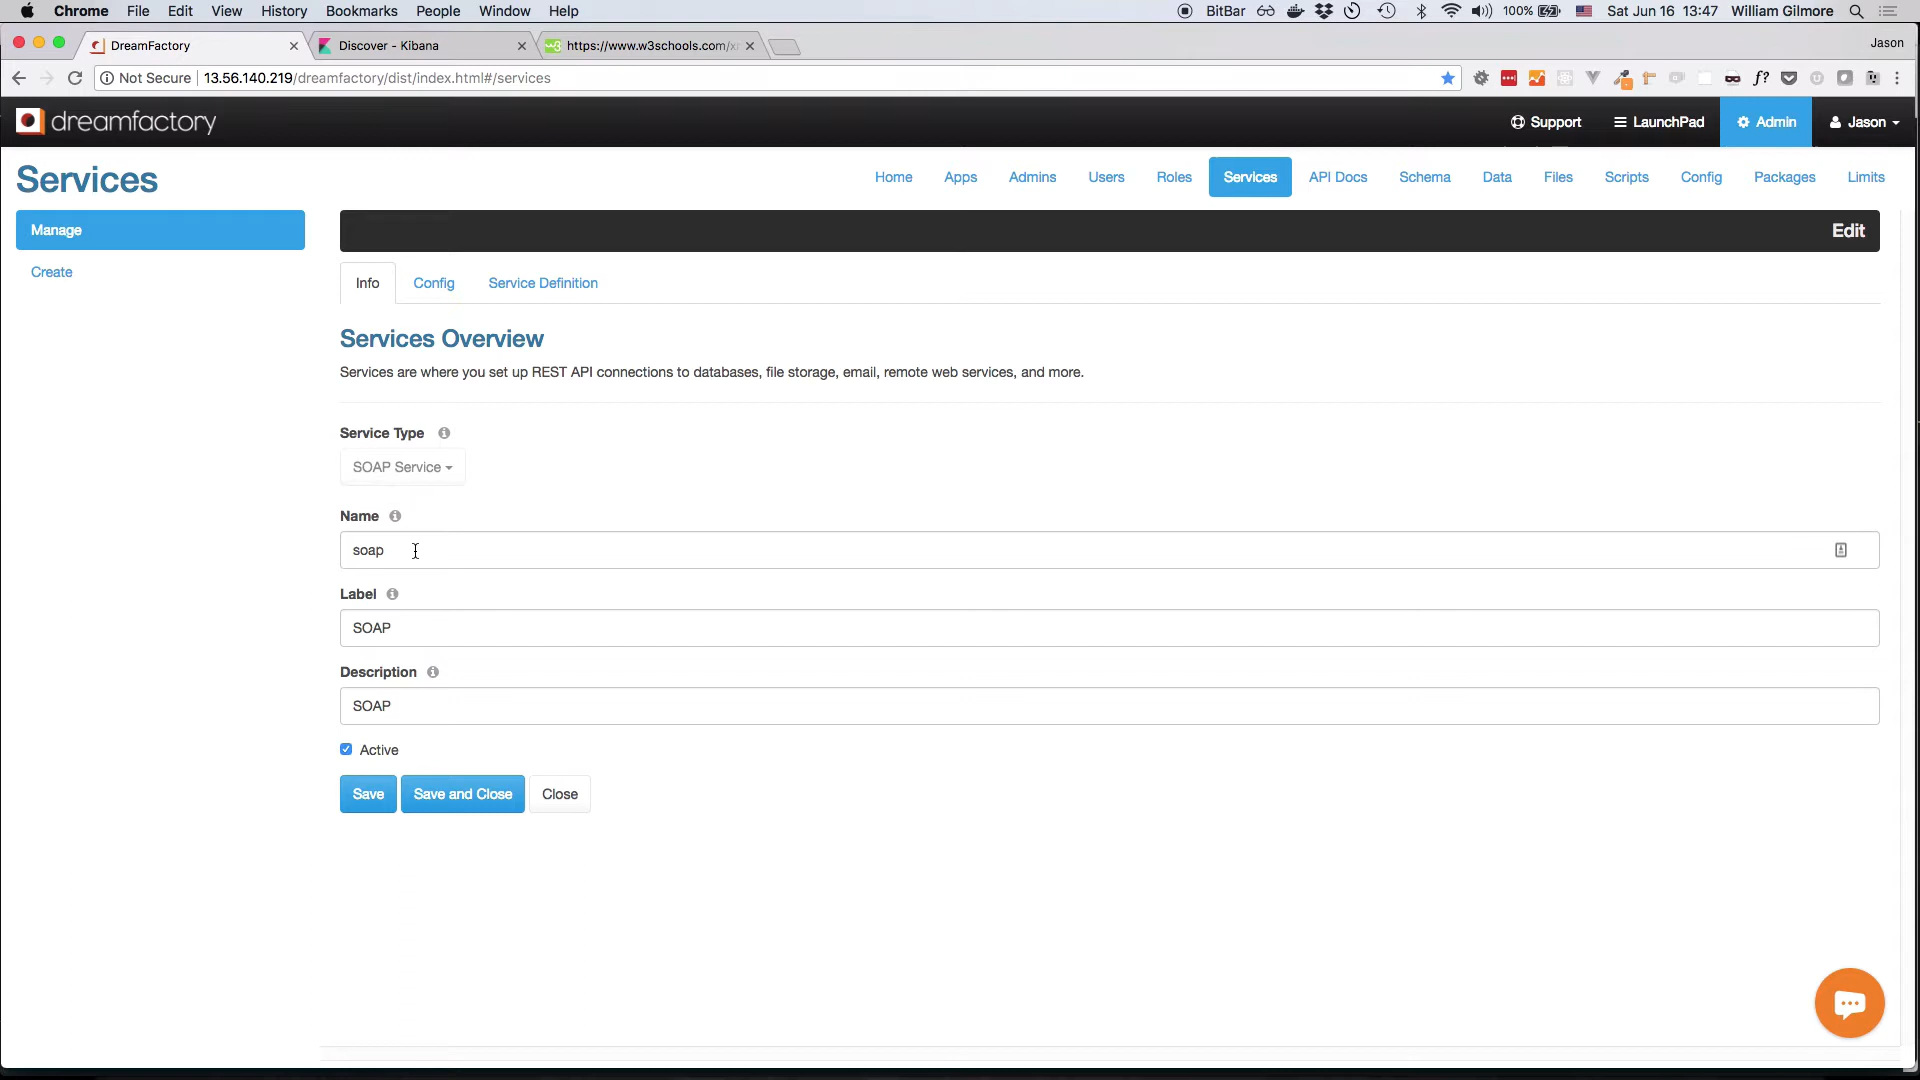 Chrome File Edit View History Bookmarks People Window Help BitBar 100% Sat Jun 16 13:47 William Gilmore
DreamFactory Discover - Kibana https://www.w3schools.com/x Jason
Not Secure 13.56.140.219/dreamfactory/dist/index.html#/services f?
dreamfactory Support LaunchPad Admin Jason
Services Home Apps Admins Users Roles Services API Docs Schema Data Files Scripts Config Packages Limits
Manage
Edit
Create
Info Config Service Definition
Services Overview
Services are where you set up REST API connections to databases, file storage, email, remote web services, and more.
Service Type
SOAP Service
Name
soap
Label
SOAP
Description
SOAP
Active
Save Save and Close Close